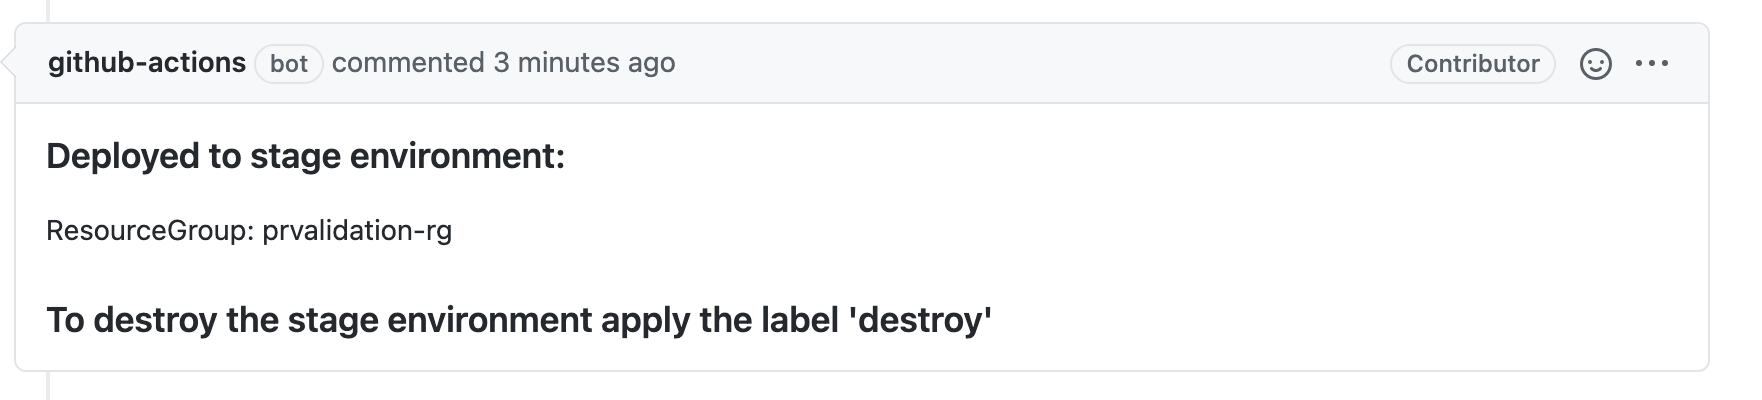 github-actions bot commented 3 minutes ago Contributor
Deployed to stage environment:
ResourceGroup: prvalidation-rg
To destroy the stage environment apply the label 'destroy'